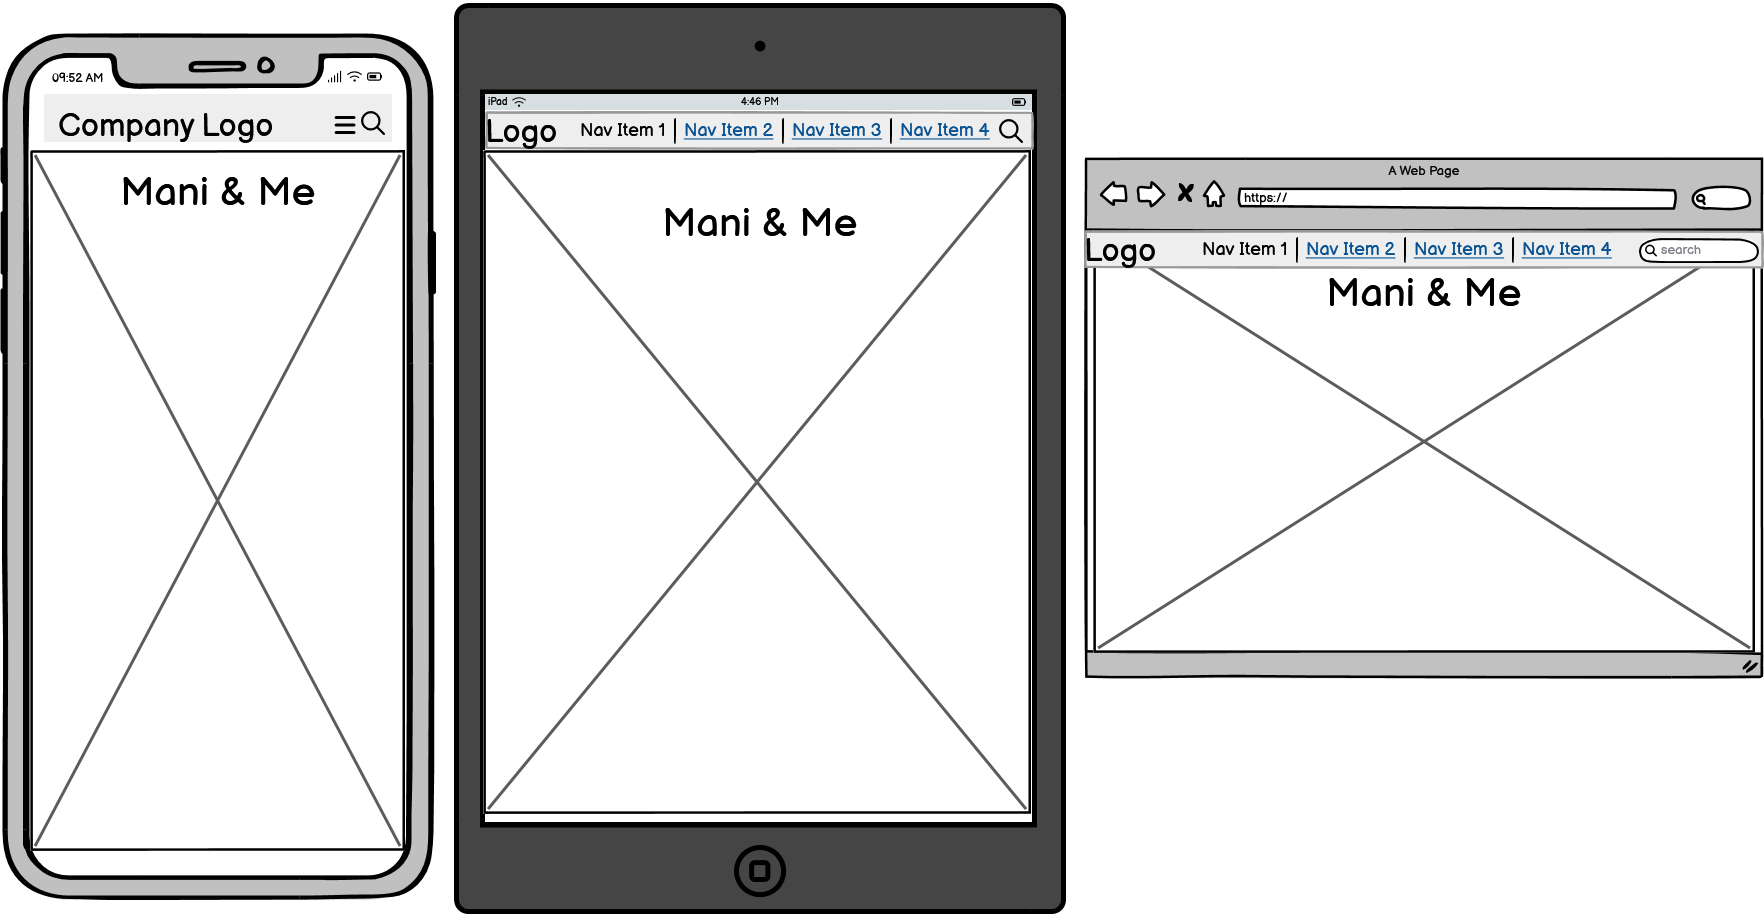 09:52 AM
Company Logo
Mani & Me
iPad
4:46 PM
Logo
Nav Item 1 | Nav Item 2 | Nav Item 3 | Nav Item 4
Mani & Me
A Web Page
https://
Logo
Nav Item 1 | Nav Item 2 | Nav Item 3 | Nav Item 4
search
Mani & Me